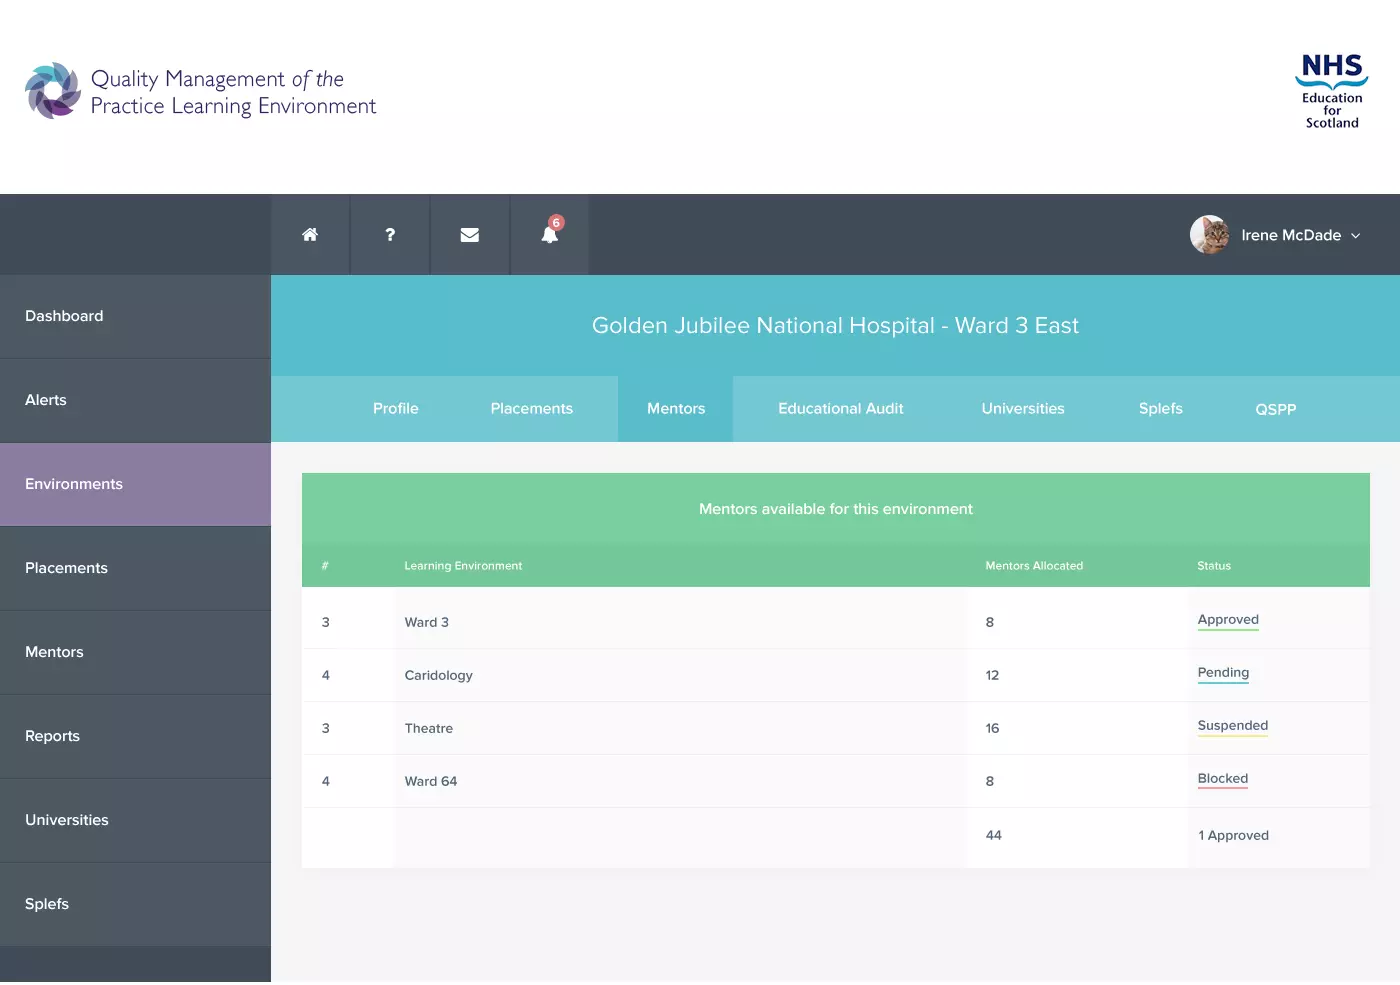 Quality Management of the
Practice Learning Environment
NHS
Education
for
Scotland
?
6
Irene McDade
Dashboard
Alerts
Environments
Placements
Mentors
Reports
Universities
Splefs
Golden Jubilee National Hospital - Ward 3 East
Profile Placements Mentors Educational Audit Universities Splefs QSPP
Mentors available for this environment
# Learning Environment Mentors Allocated Status
3 Ward 3 8 Approved
4 Caridology 12 Pending
3 Theatre 16 Suspended
4 Ward 64 8 Blocked
44 1 Approved